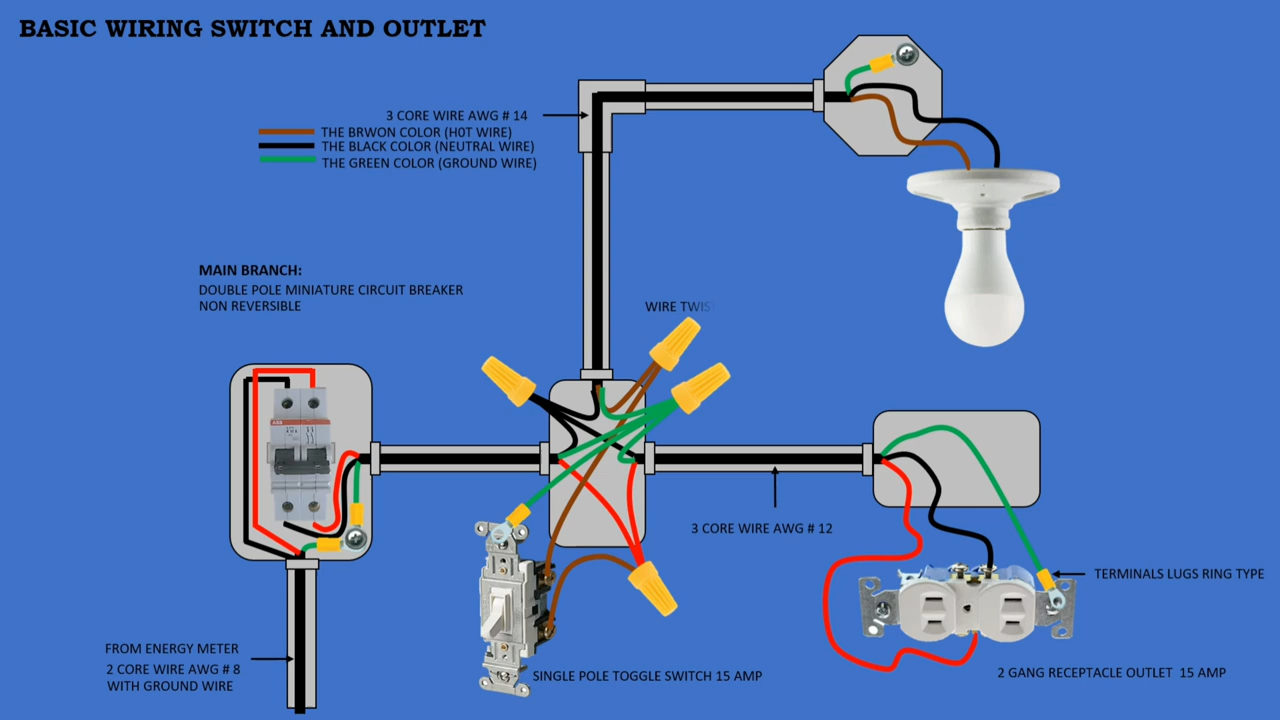 BASIC WIRING SWITCH AND OUTLET
3 CORE WIRE AWG # 14
THE BRWON COLOR (H0T WIRE)
THE BLACK COLOR (NEUTRAL WIRE)
THE GREEN COLOR (GROUND WIRE)
MAIN BRANCH:
DOUBLE POLE MINIATURE CIRCUIT BREAKER
NON REVERSIBLE
WIRE TWIS
ABB
3 CORE WIRE AWG # 12
TERMINALS LUGS RING TYPE
FROM ENERGY METER
2 CORE WIRE AWG # 8
WITH GROUND WIRE
SINGLE POLE TOGGLE SWITCH 15 AMP
2 GANG RECEPTACLE OUTLET 15 AMP